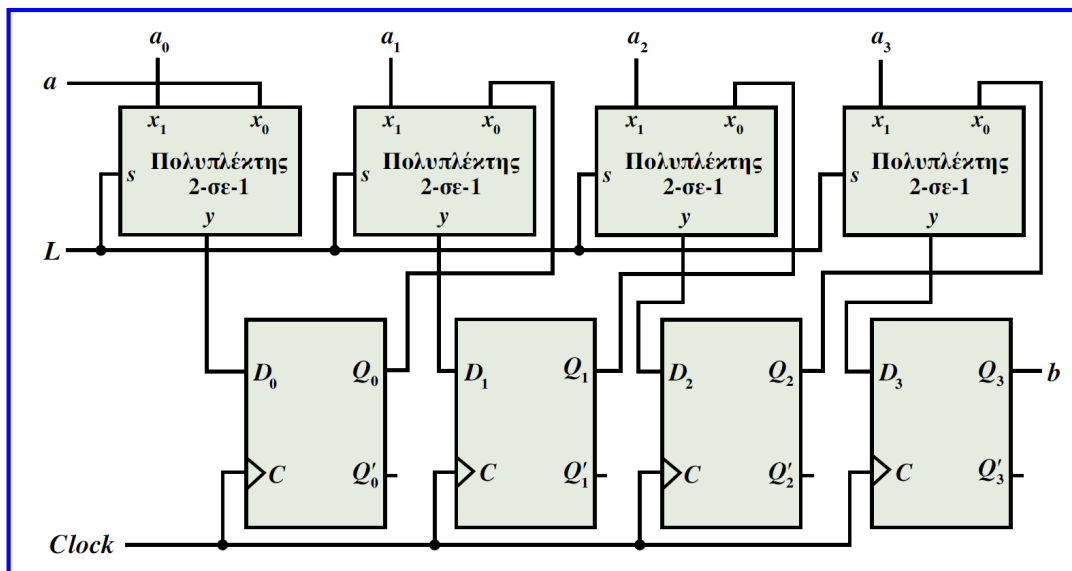 a₀ a₁ a₂ a₃
a
x₁ x₀ x₁ x₀ x₁ x₀ x₁ x₀
Πολυπλέκτης Πολυπλέκτης Πολυπλέκτης Πολυπλέκτης
s 2-σε-1 s 2-σε-1 s 2-σε-1 s 2-σε-1
y y y y
L
D₀ Q₀ D₁ Q₁ D₂ Q₂ D₃ Q₃ b
C Q′₀ C Q′₁ C Q′₂ C Q′₃
Clock